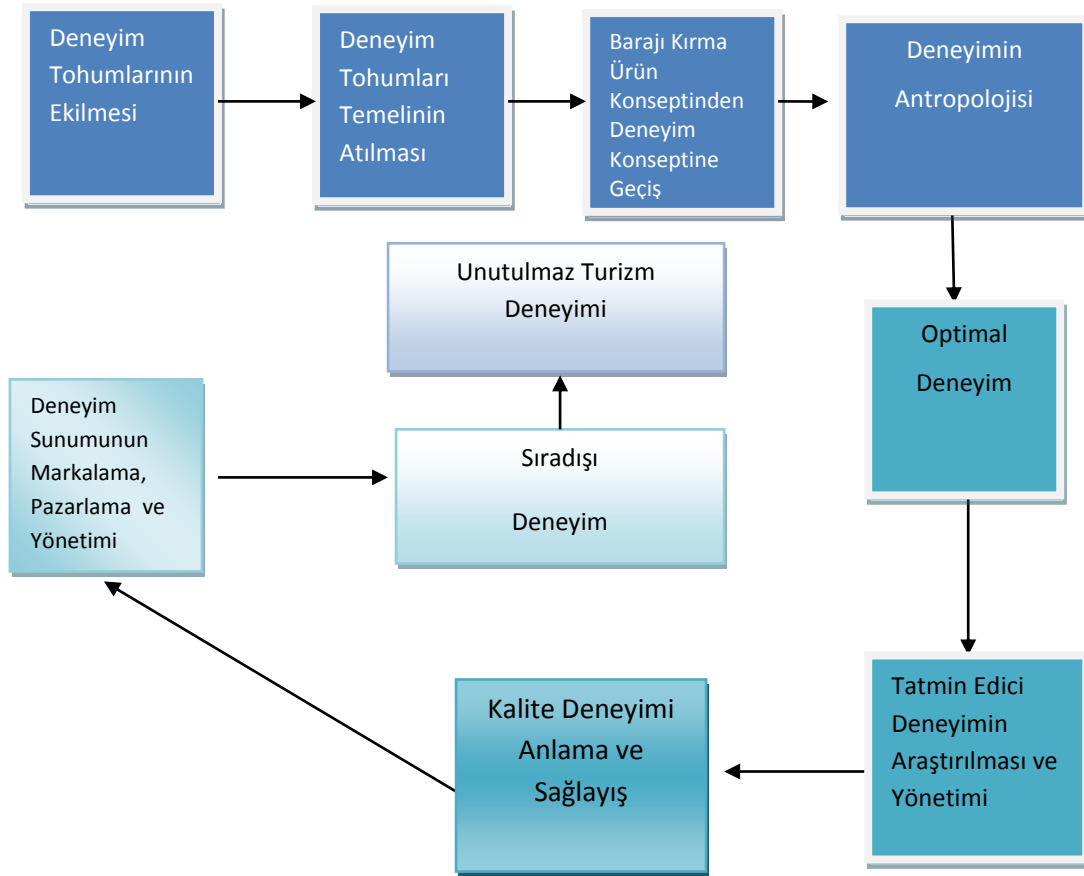 Deneyim
Tohumlarının
Ekilmesi
Deneyim
Tohumları
Temelinin
Atılması
Barajı Kırma
Ürün
Konseptinden
Deneyim
Konseptine
Geçiş
Deneyimin
Antropolojisi
Optimal
Deneyim
Tatmin Edici
Deneyimin
Araştırılması ve
Yönetimi
Kalite Deneyimi
Anlama ve
Sağlayış
Deneyim
Sunumunun
Markalama,
Pazarlama ve
Yönetimi
Sıradışı
Deneyim
Unutulmaz Turizm
Deneyimi